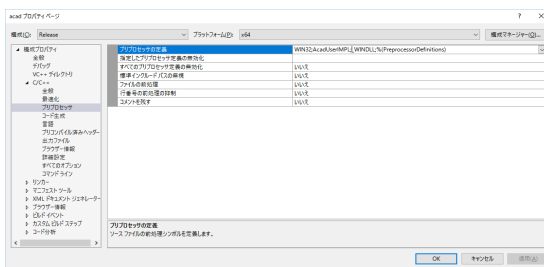 acad プロパティ ページ
? ×
構成(C): Release プラットフォーム(P): x64 構成マネージャー(O)...
構成プロパティ
全般
デバッグ
VC++ ディレクトリ
C/C++
全般
最適化
プリプロセッサ
コード生成
言語
プリコンパイル済みヘッダー
出力ファイル
ブラウザー情報
詳細設定
すべてのオプション
コマンド ライン
リンカー
マニフェスト ツール
XML ドキュメント ジェネレーター
ブラウザー情報
ビルド イベント
カスタム ビルド ステップ
コード分析
プリプロセッサの定義 WIN32;AcadUserIMPL;_WINDLL;%(PreprocessorDefinitions)
指定したプリプロセッサ定義の無効化
すべてのプリプロセッサ定義の無効化 いいえ
標準インクルード パスの無視 いいえ
ファイルの前処理 いいえ
行番号の前処理の抑制 いいえ
コメントを残す いいえ
プリプロセッサの定義
ソース ファイルの前処理シンボルを定義します。
OK キャンセル 適用(A)